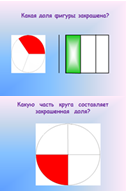 Какая доля фигуры закрашена?
Какую часть круга составляет
закрашенная доля?